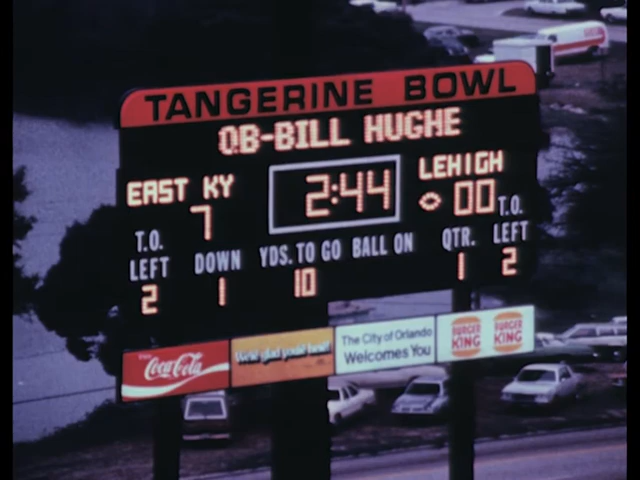 TANGERINE BOWL
QB-BILL HUGHE
EAST KY 2:44 LEHIGH
7 00
T.O. LEFT DOWN YDS. TO GO BALL ON QTR. T.O. LEFT
2 1 10 1 2
Coca-Cola
We're glad you're here!
The City of Orlando
Welcomes You
BURGER KING
BURGER KING